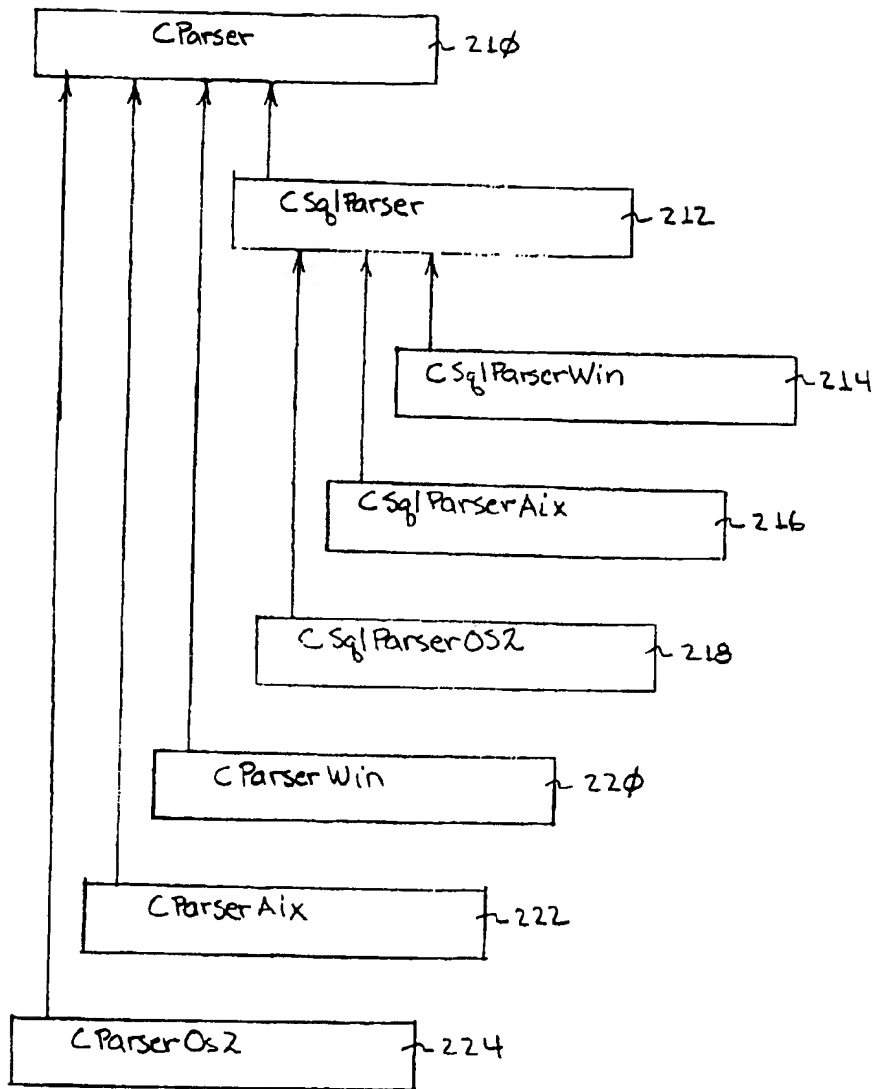 CParser 210
CSqlParser 212
CSqlParserWin 214
CSqlParserAix 216
CSqlParserOS2 218
CParserWin 220
CParserAix 222
CParserOs2 224